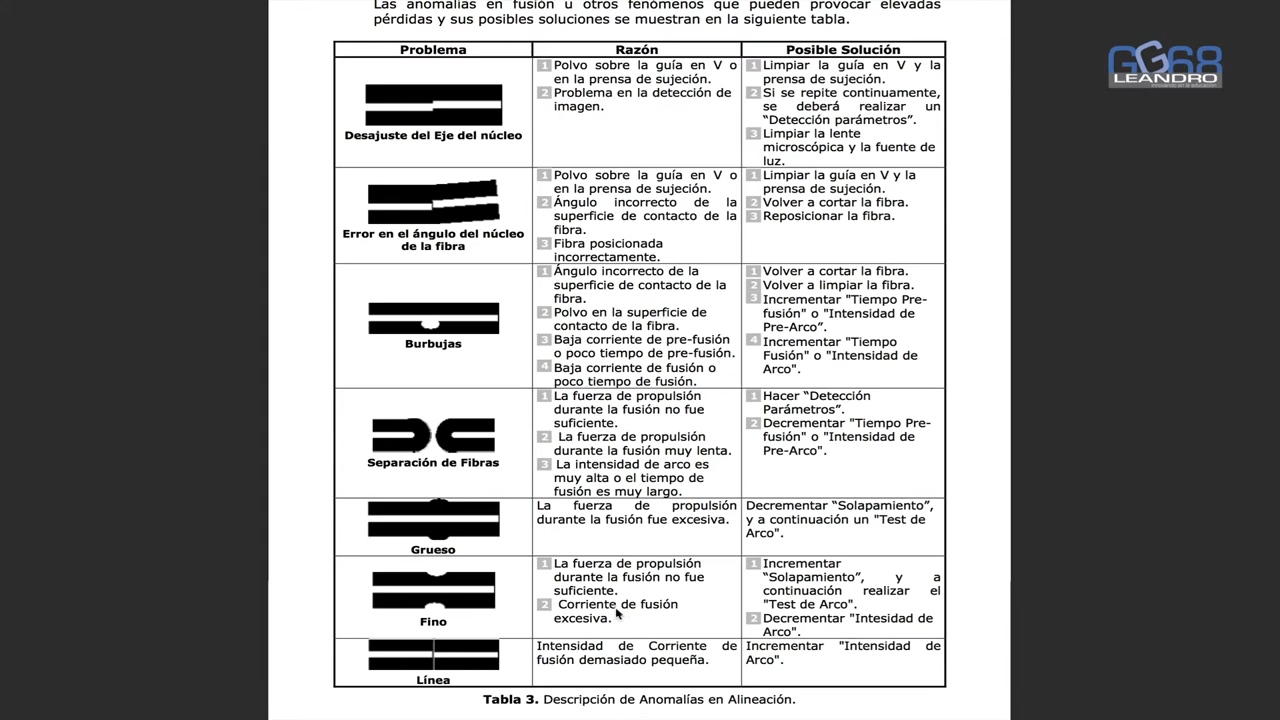 Las anomalías en fusión u otros fenómenos que pueden provocar elevadas
pérdidas y sus posibles soluciones se muestran en la siguiente tabla.
GG68
LEANDRO
Problema
Razón
Posible Solución
Desajuste del Eje del núcleo
1 Polvo sobre la guía en V o
en la prensa de sujeción.
2 Problema en la detección de
imagen.
1 Limpiar la guía en V y la
prensa de sujeción.
2 Si se repite continuamente,
se deberá realizar un
“Detección parámetros”.
3 Limpiar la lente
microscópica y la fuente de
luz.
Error en el ángulo del núcleo
de la fibra
1 Polvo sobre la guía en V o
en la prensa de sujeción.
2 Ángulo incorrecto de la
superficie de contacto de la
fibra.
3 Fibra posicionada
incorrectamente.
1 Limpiar la guía en V y la
prensa de sujeción.
2 Volver a cortar la fibra.
3 Reposicionar la fibra.
Burbujas
1 Ángulo incorrecto de la
superficie de contacto de la
fibra.
2 Polvo en la superficie de
contacto de la fibra.
3 Baja corriente de pre-fusión
o poco tiempo de pre-fusión.
4 Baja corriente de fusión o
poco tiempo de fusión.
1 Volver a cortar la fibra.
2 Volver a limpiar la fibra.
3 Incrementar "Tiempo Pre-
fusión" o "Intensidad de
Pre-Arco”.
4 Incrementar "Tiempo
Fusión" o "Intensidad de
Arco".
Separación de Fibras
1 La fuerza de propulsión
durante la fusión no fue
suficiente.
2 La fuerza de propulsión
durante la fusión muy lenta.
3 La intensidad de arco es
muy alta o el tiempo de
fusión es muy largo.
1 Hacer “Detección
Parámetros”.
2 Decrementar "Tiempo Pre-
fusión" o "Intensidad de
Pre-Arco".
Grueso
La fuerza de propulsión
durante la fusión fue excesiva.
Decrementar “Solapamiento”,
y a continuación un "Test de
Arco".
Fino
1 La fuerza de propulsión
durante la fusión no fue
suficiente.
2 Corriente de fusión
excesiva.
1 Incrementar
“Solapamiento”, y a
continuación realizar el
"Test de Arco".
2 Decrementar "Intesidad de
Arco".
Línea
Intensidad de Corriente de
fusión demasiado pequeña.
Incrementar "Intensidad de
Arco".
Tabla 3. Descripción de Anomalías en Alineación.